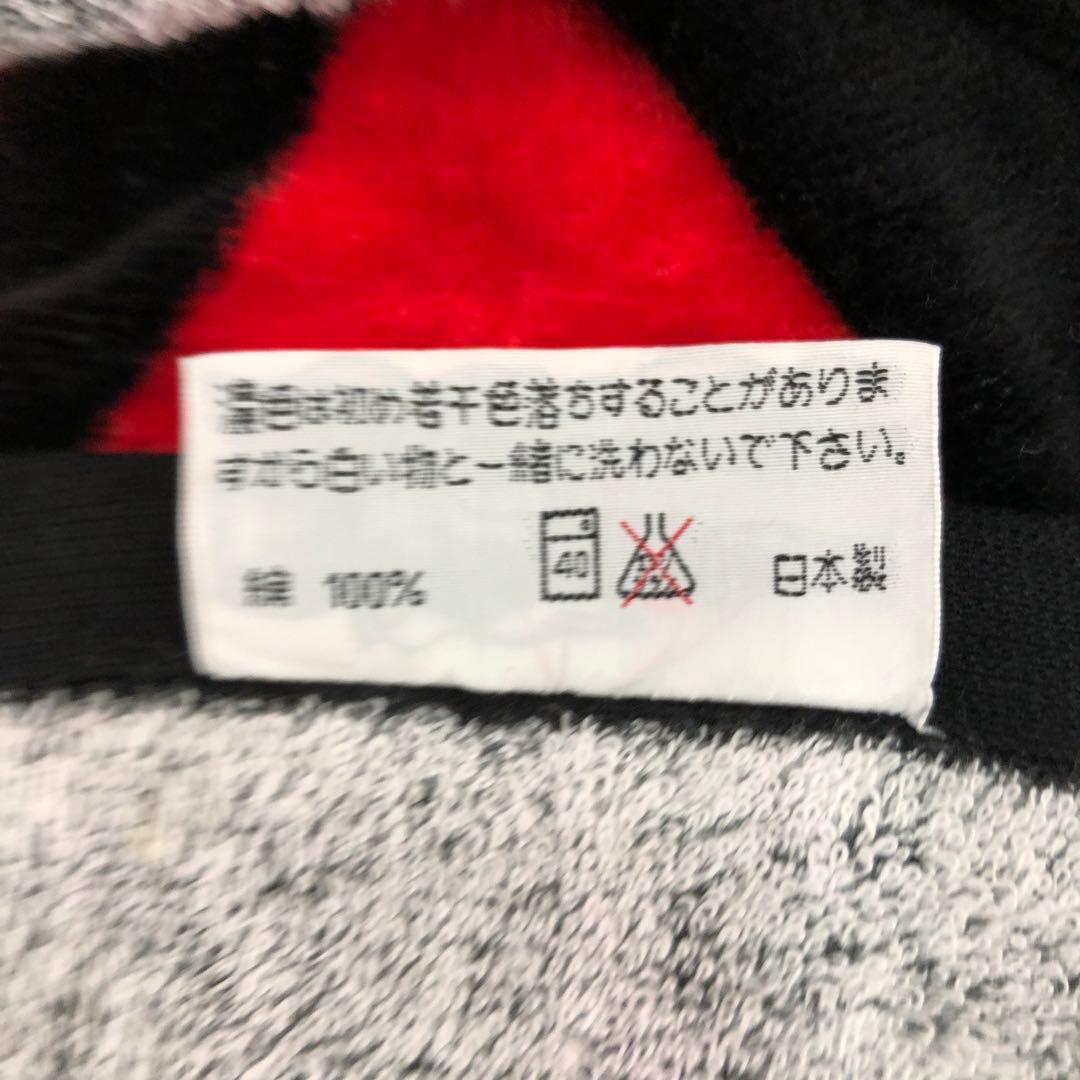 濃色は初め若干色落ちすることがありま
すから白い物と一緒に洗わないで下さい。
綿 100% 40 日本製